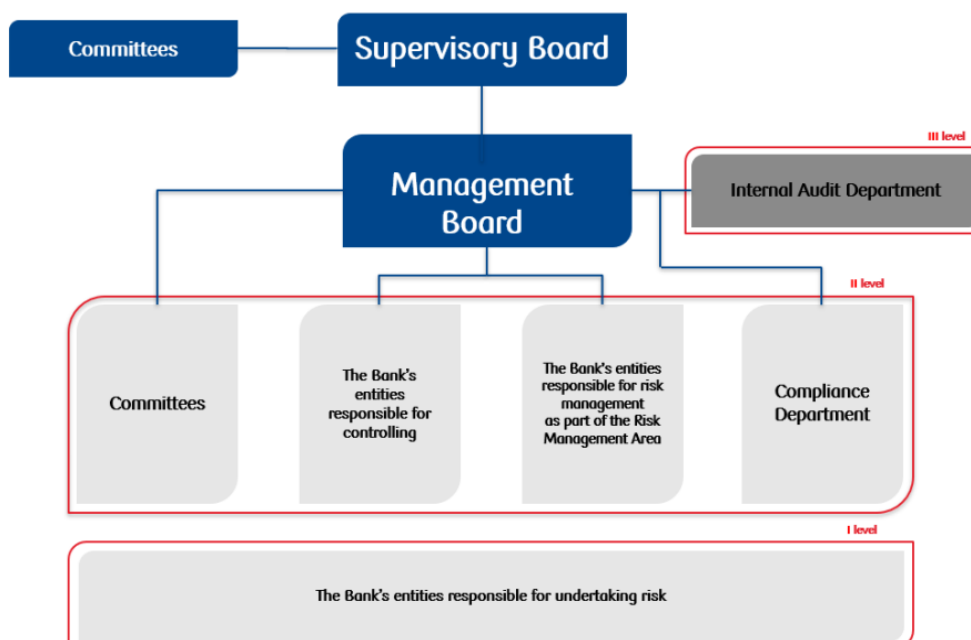 Committees
Supervisory Board
III level
Management
Board
Internal Audit Department
II level
Committees
The Bank's
entities
responsible for
controlling
The Bank's entities
responsible for risk
management
as part of the Risk
Management Area
Compliance
Department
I level
The Bank's entities responsible for undertaking risk